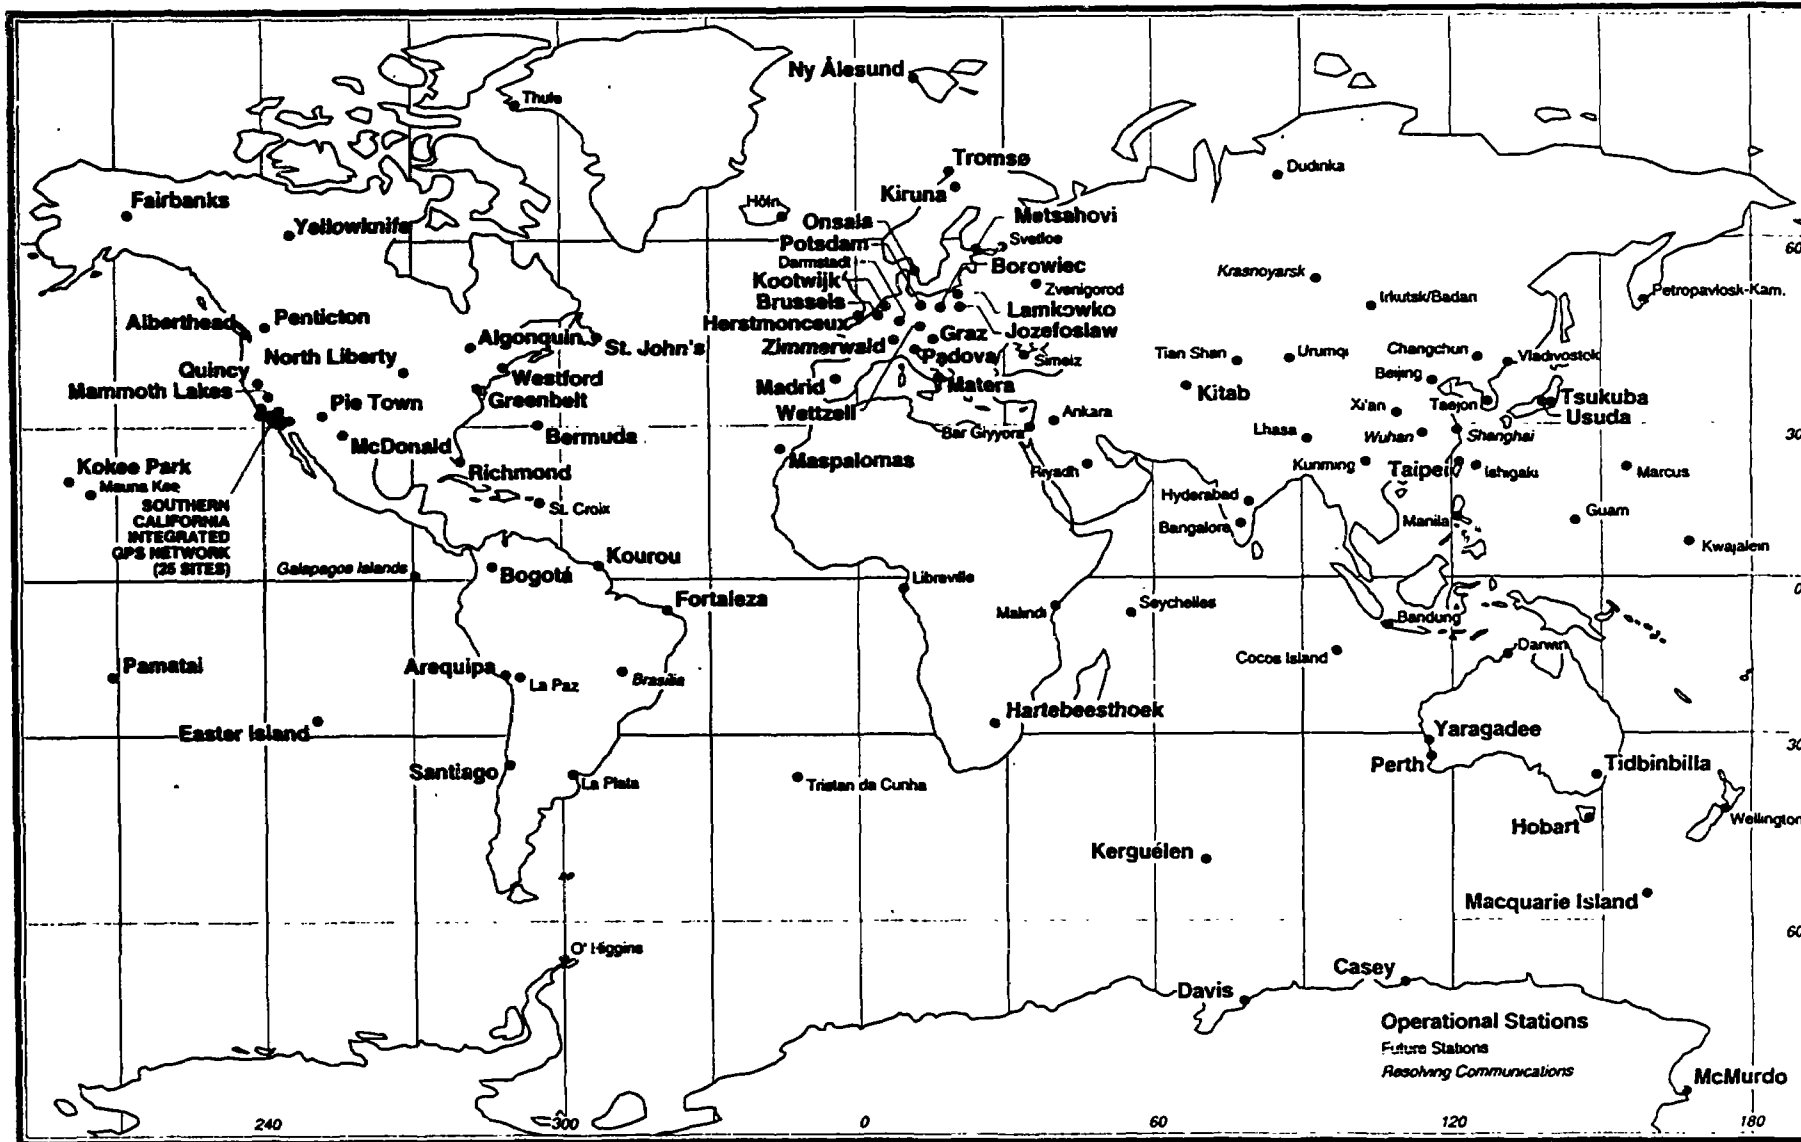 Ny Ålesund
Thule
Tromsø
Dudinka
Kiruna
Fairbanks
Höfn
Onsala
Metsahovi
Yellowknife
Potsdam
Svetloe
60
Darmstadt
Borowiec
Krasnoyarsk
Kootwijk
Zvenigorod
Irkutsk/Badan
Petropavlosk-Kam.
Brussels
Lamkowko
Alberthead
Penticton
Herstmonceux
Jozefoslaw
Algonquin
St. John's
Zimmerwald
Graz
North Liberty
Padova
Simeiz
Tian Shan
Urumqi
Changchun
Vladivostok
Quincy
Westford
Madrid
Matera
Kitab
Beijing
Mammoth Lakes
Greenbelt
Pie Town
Wettzell
Ankara
Xi'an
Taejon
Tsukuba
Usuda
McDonald
Bermuda
Bar Giyyora
Lhasa
Wuhan
Shanghai
30
Kokee Park
Richmond
Maspalomas
Riyadh
Kunming
Taipei
Ishigaki
Marcus
Mauna Kee
SOUTHERN
CALIFORNIA
INTEGRATED
GPS NETWORK
(25 SITES)
St. Croix
Hyderabad
Bangalore
Manila
Guam
Kwajalein
Galapagos Islands
Bogotá
Kourou
Libreville
0
Fortaleza
Malindi
Seychelles
Bandung
Pamatai
Arequipa
La Paz
Brasilia
Cocos Island
Darwin
Easter Island
Hartebeesthoek
Yaragadee
30
Santiago
La Plata
Tristan da Cunha
Perth
Tidbinbilla
Hobart
Wellington
Kerguélen
Macquarie Island
60
O'Higgins
Casey
Davis
Operational Stations
Future Stations
Resolving Communications
McMurdo
240
300
0
60
120
180